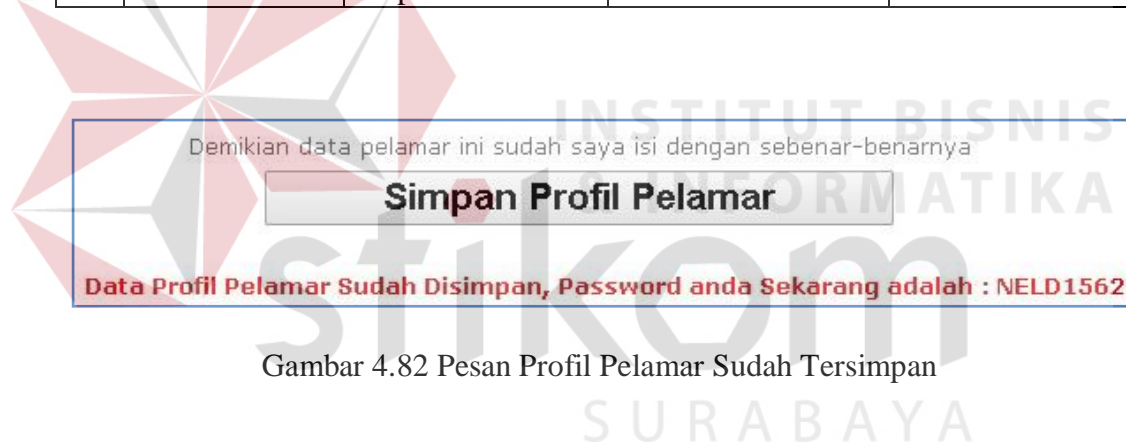 INSTITUT BISNIS
Demikian data pelamar ini sudah saya isi dengan sebenar-benarnya
& INFORMATIKA
Simpan Profil Pelamar
stikom
Data Profil Pelamar Sudah Disimpan, Password anda Sekarang adalah : NELD1562
Gambar 4.82 Pesan Profil Pelamar Sudah Tersimpan
SURABAYA